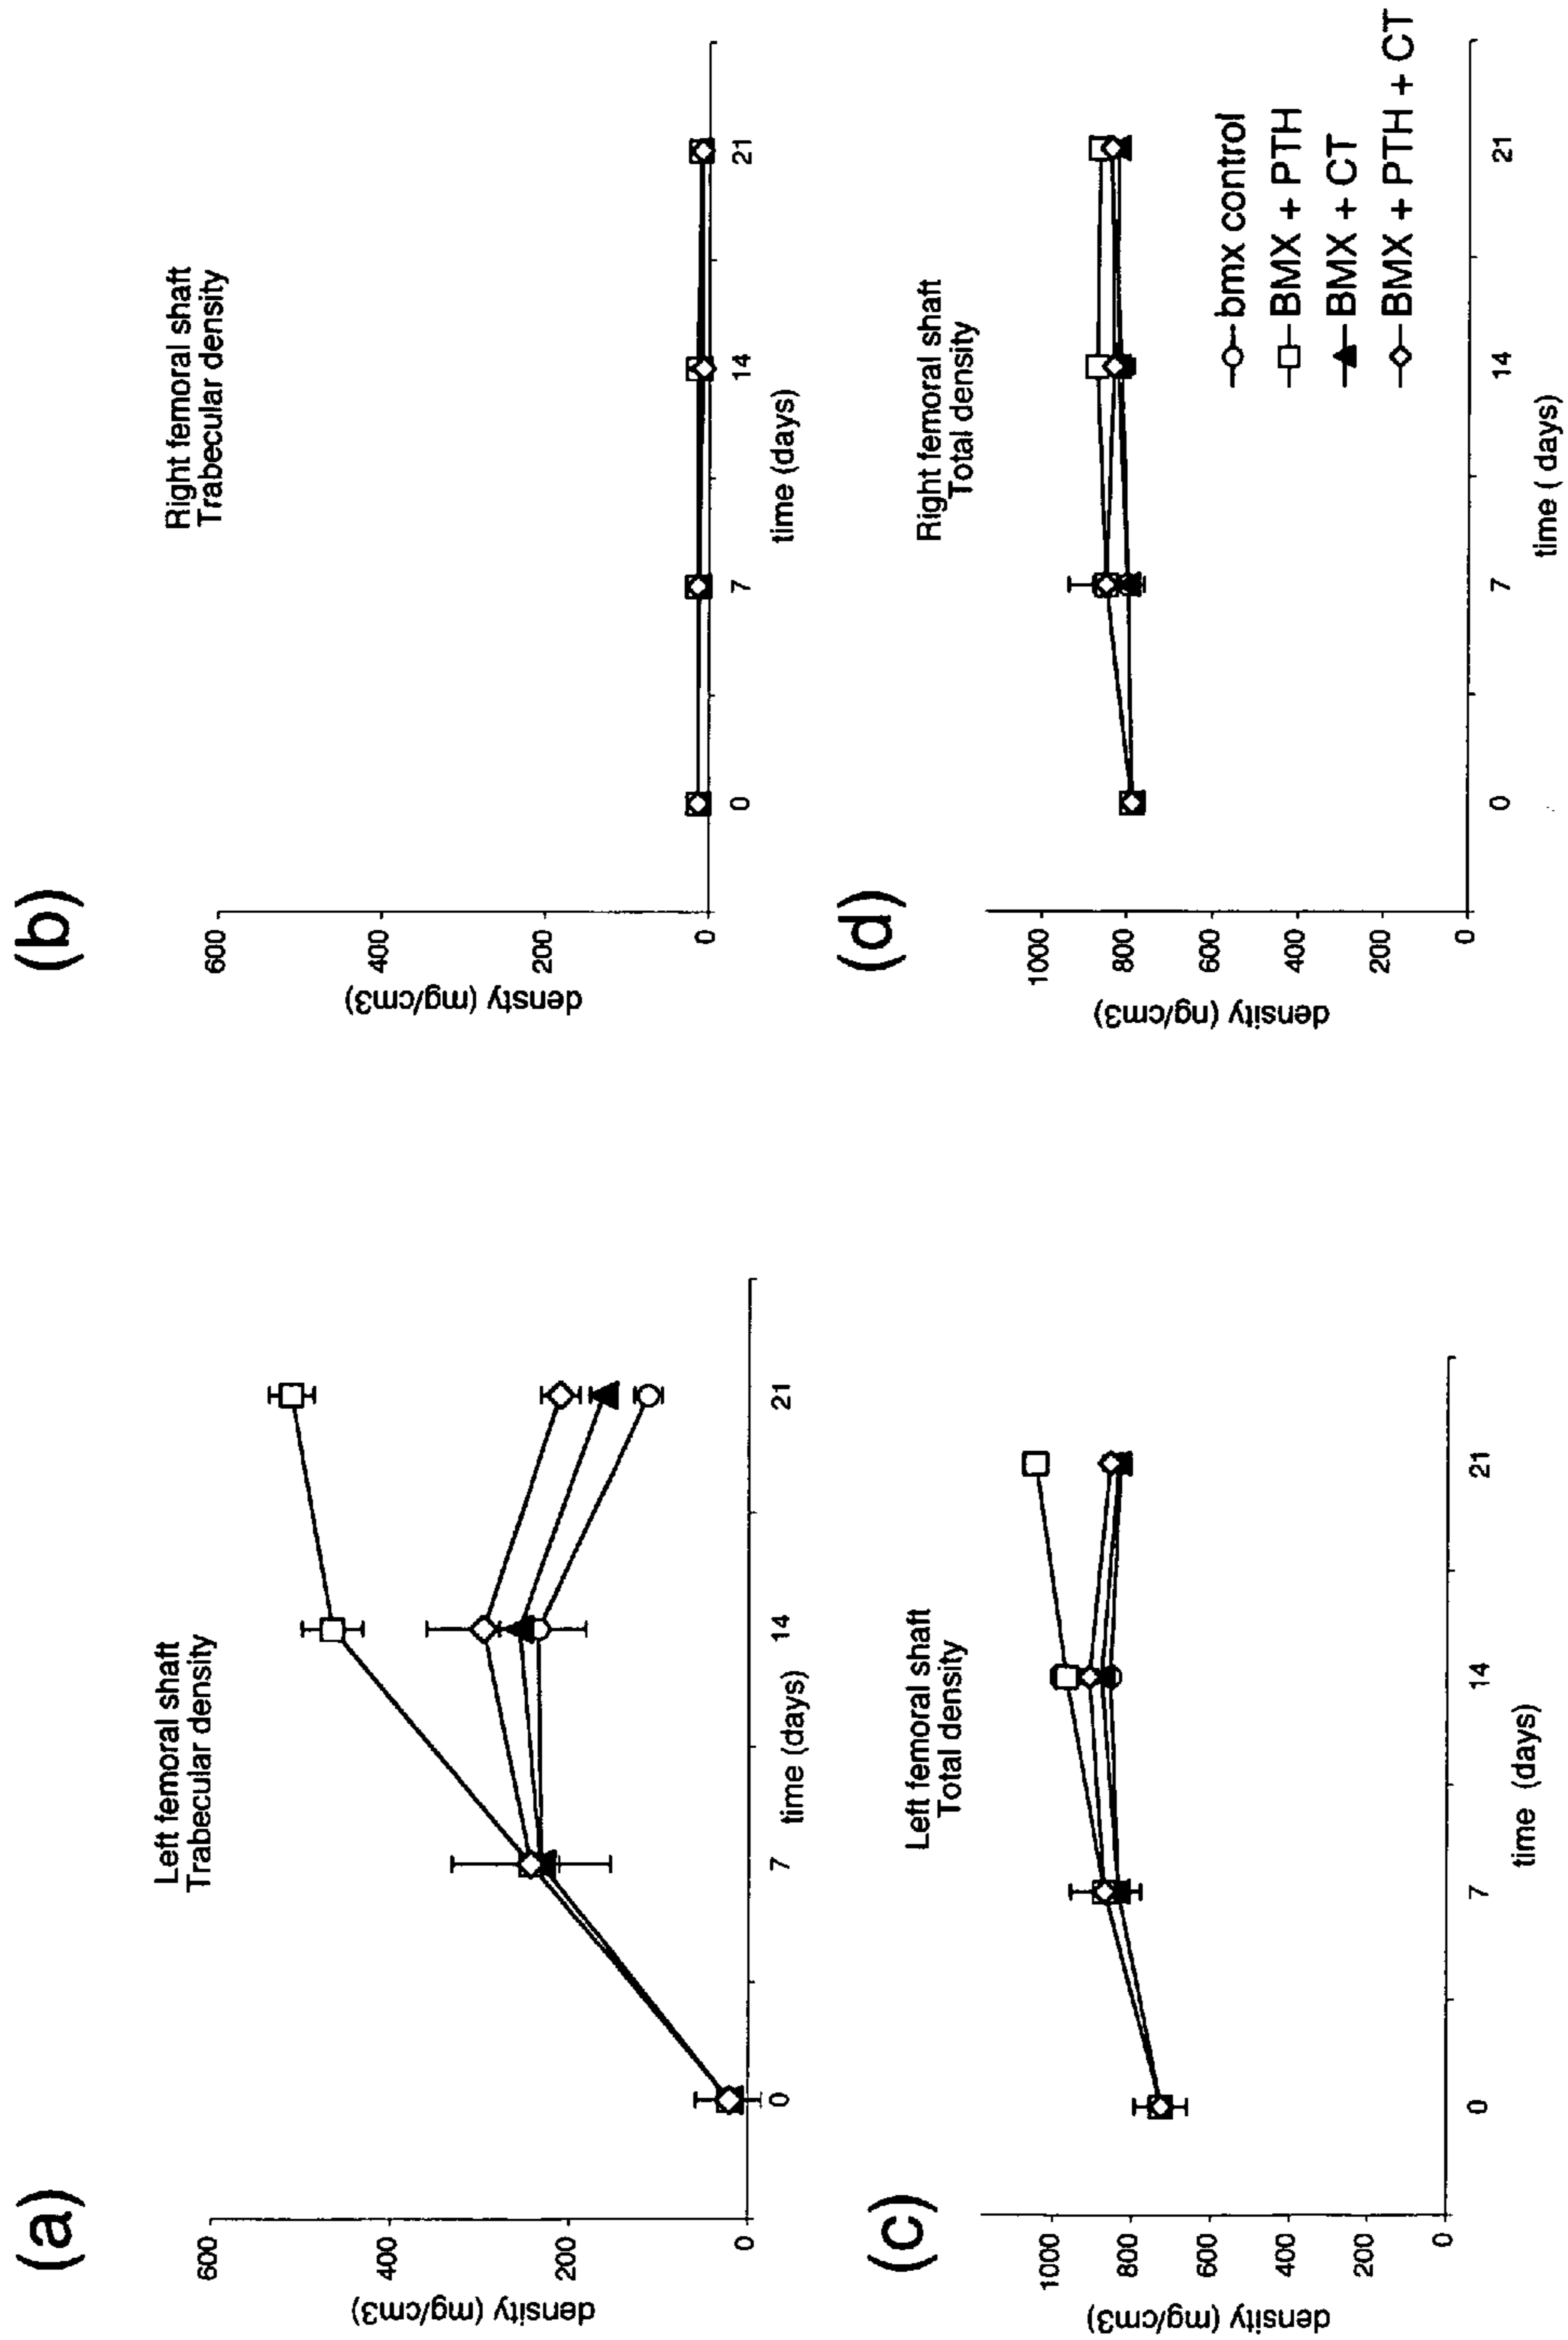 (a)
Left femoral shaft
Trabecular density
density (mg/cm3)
600
400
200
0
0
7
14
21
time (days)
(b)
Right femoral shaft
Trabecular density
density (mg/cm3)
600
400
200
0
0
7
14
21
time (days)
(c)
Left femoral shaft
Total density
density (mg/cm3)
1000
800
600
400
200
0
0
7
14
21
time (days)
(d)
Right femoral shaft
Total density
density (ng/cm3)
1000
800
600
400
200
0
0
7
14
21
time ( days)
bmx control
BMX + PTH
BMX + CT
BMX + PTH + CT